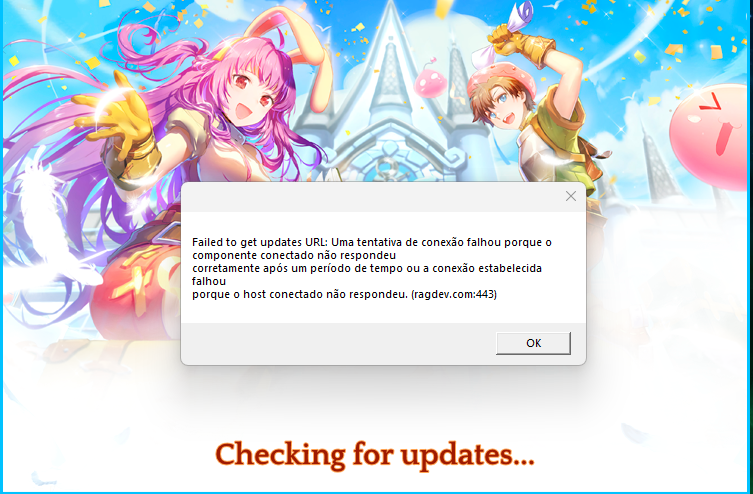 Failed to get updates URL: Uma tentativa de conexão falhou porque o
componente conectado não respondeu
corretamente após um período de tempo ou a conexão estabelecida
falhou
porque o host conectado não respondeu. (ragdev.com:443)
OK
Checking for updates...